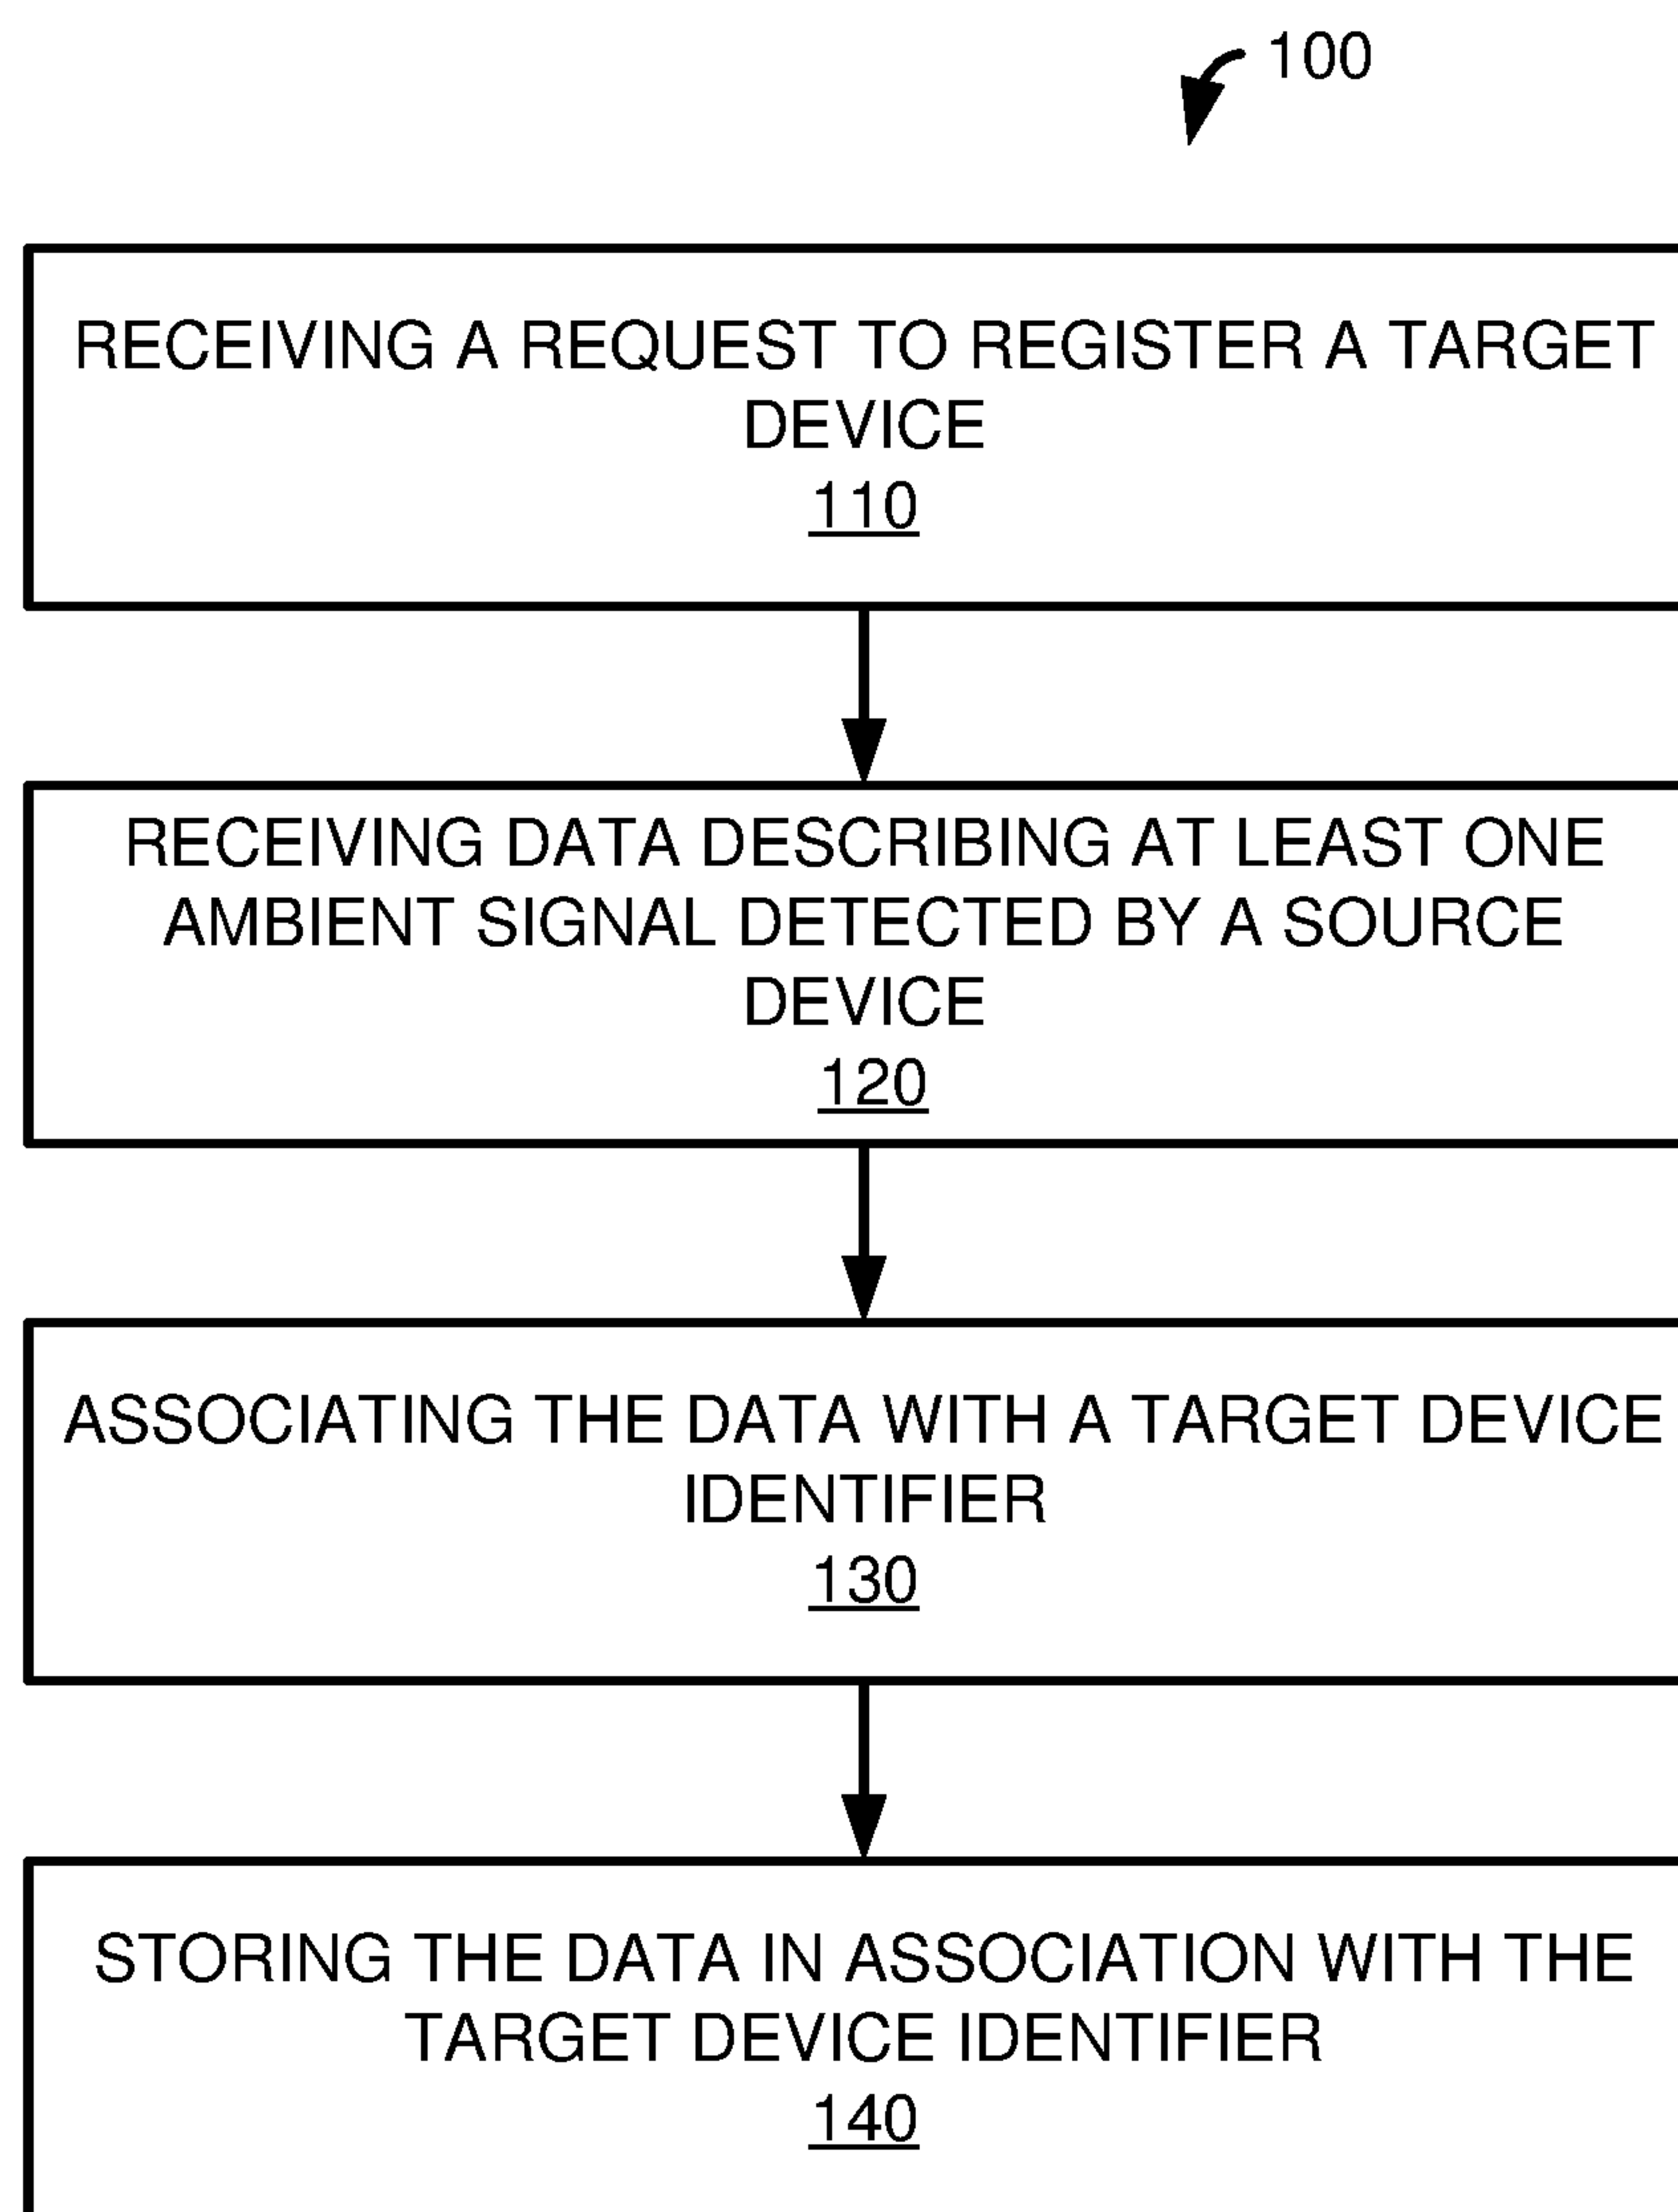 100
RECEIVING A REQUEST TO REGISTER A TARGET
DEVICE
110
RECEIVING DATA DESCRIBING AT LEAST ONE
AMBIENT SIGNAL DETECTED BY A SOURCE
DEVICE
120
ASSOCIATING THE DATA WITH A TARGET DEVICE
IDENTIFIER
130
STORING THE DATA IN ASSOCIATION WITH THE
TARGET DEVICE IDENTIFIER
140